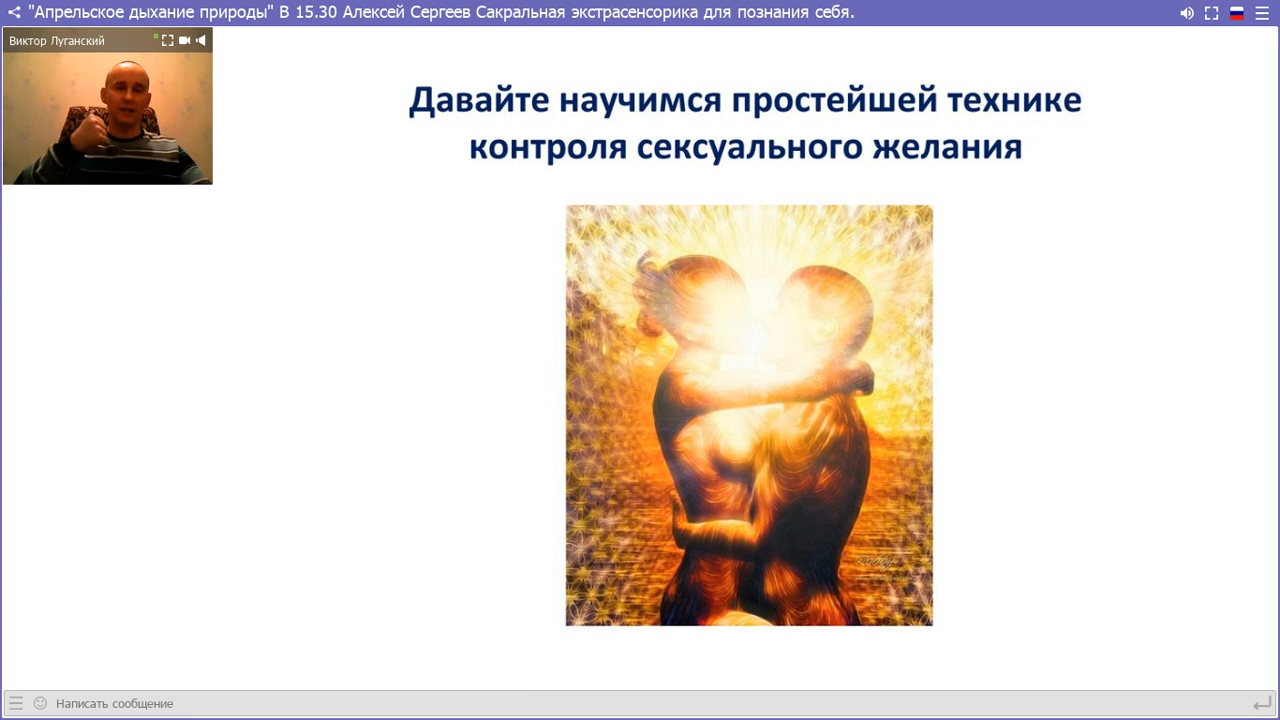 "Апрельское дыхание природы" В 15.30 Алексей Сергеев Сакральная экстрасенсорика для познания себя.
Виктор Луганский
Давайте научимся простейшей технике
контроля сексуального желания
Написать сообщение